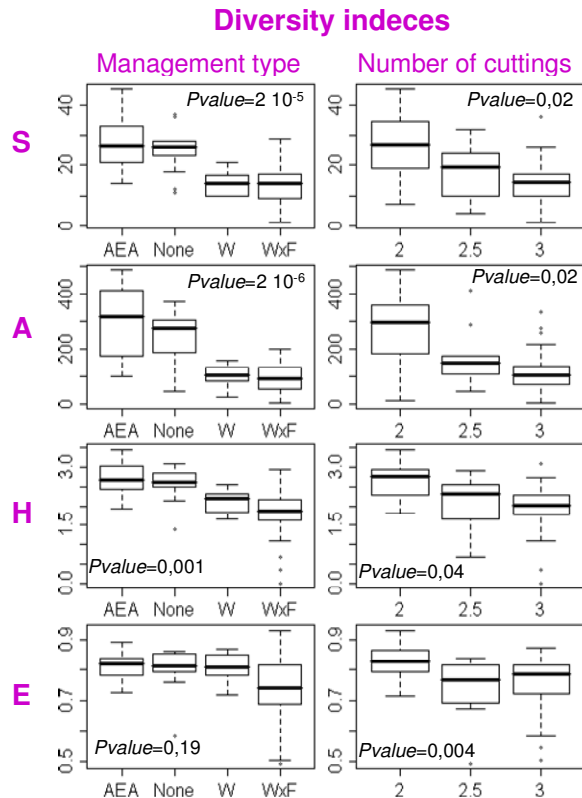 Diversity indeces
Management type Number of cuttings
S
40
20
0
Pvalue=2 10-5
AEA None W WxF
40
20
0
Pvalue=0,02
2 2.5 3
A
400
200
0
Pvalue=2 10-6
AEA None W WxF
400
200
0
Pvalue=0,02
2 2.5 3
H
3.0
1.5
0.0
Pvalue=0,001
AEA None W WxF
3.0
1.5
0.0
Pvalue=0,04
2 2.5 3
E
0.9
0.7
0.5
Pvalue=0,19
AEA None W WxF
0.9
0.7
0.5
Pvalue=0,004
2 2.5 3